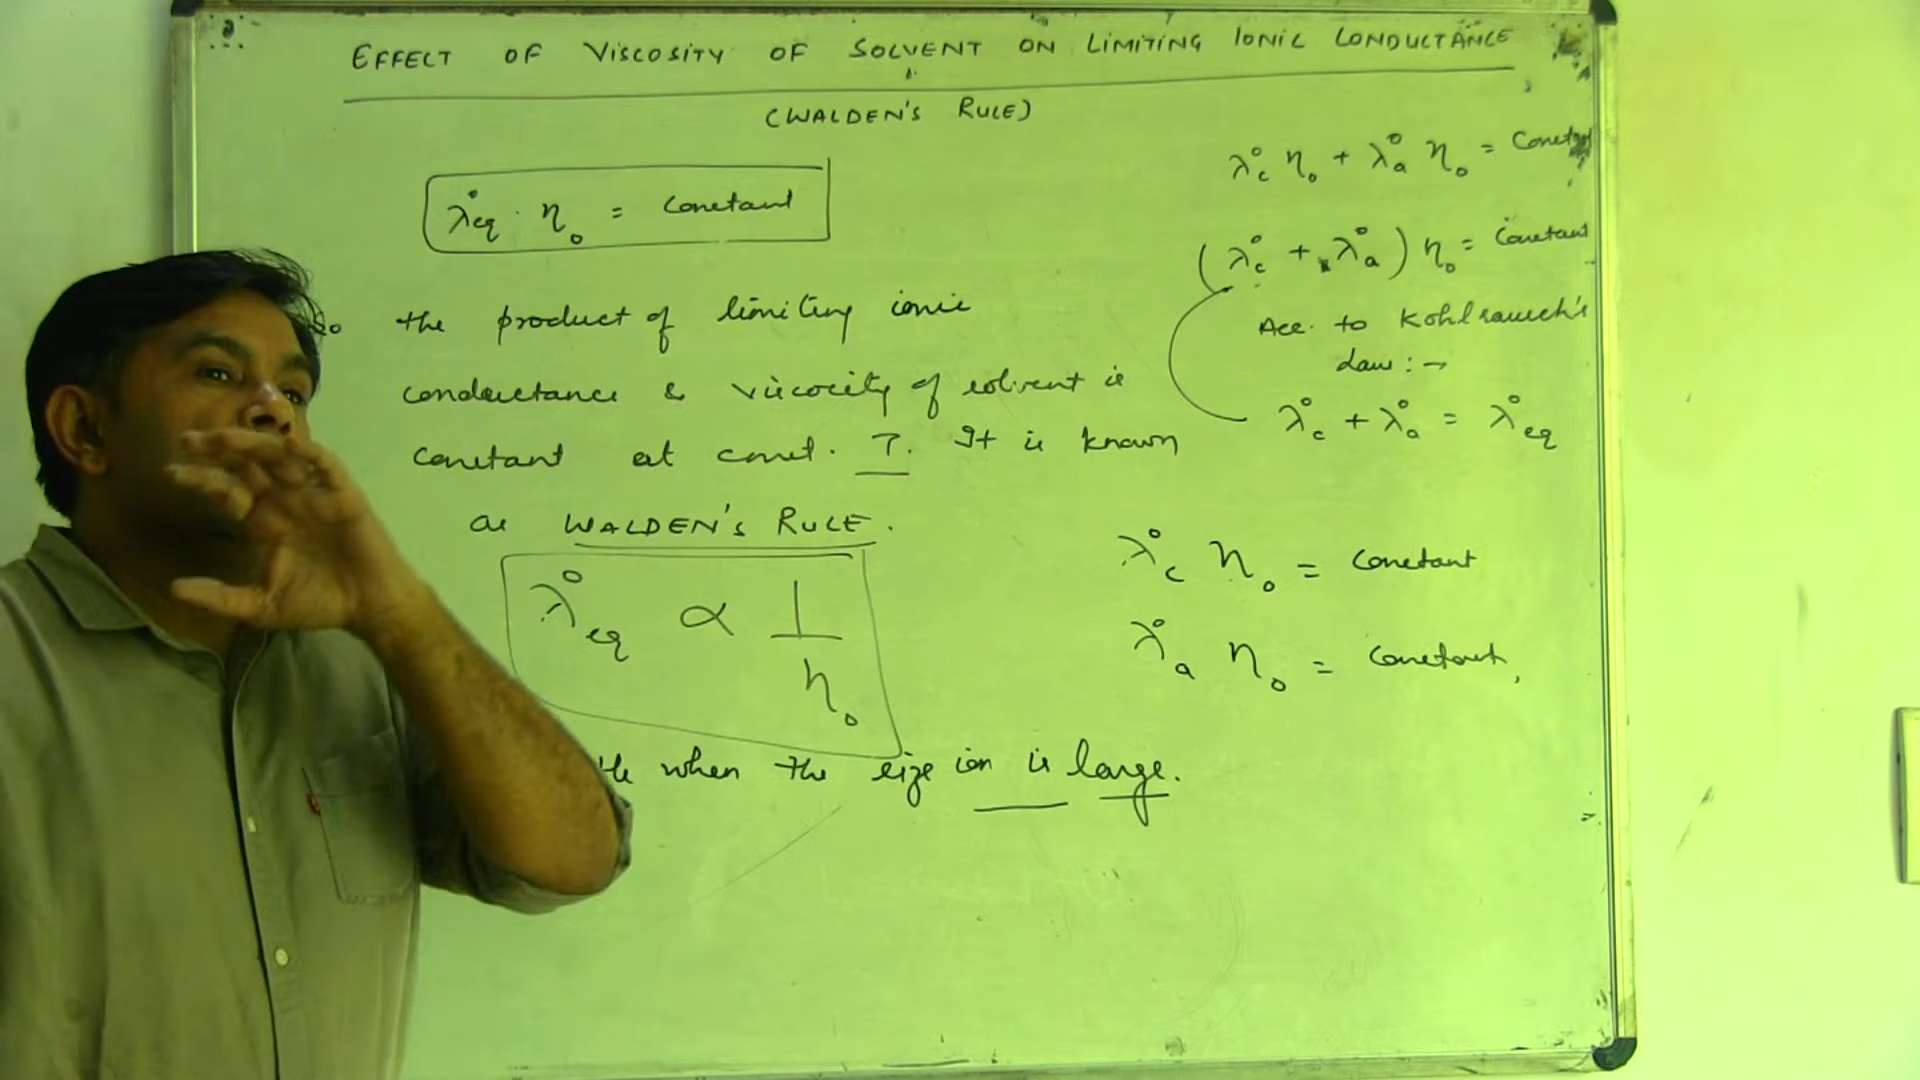 EFFECT OF VISCOSITY OF SOLVENT ON LIMITING IONIC CONDUCTANCE
(WALDEN'S RULE)
λ°eq · η₀ = constant
So the product of limiting ionic
conductance & viscocity of solvent is
constant at const. T. It is known
as WALDEN'S RULE.
λ°eq ∝ 1/η₀
when the size ion is large.
λ°c η₀ + λ°a η₀ = Constant
(λ°c + λ°a) η₀ = Constant
Acc. to Kohlrausch's
Law : →
λ°c + λ°a = λ°eq
λ°c η₀ = constant
λ°a η₀ = constant,